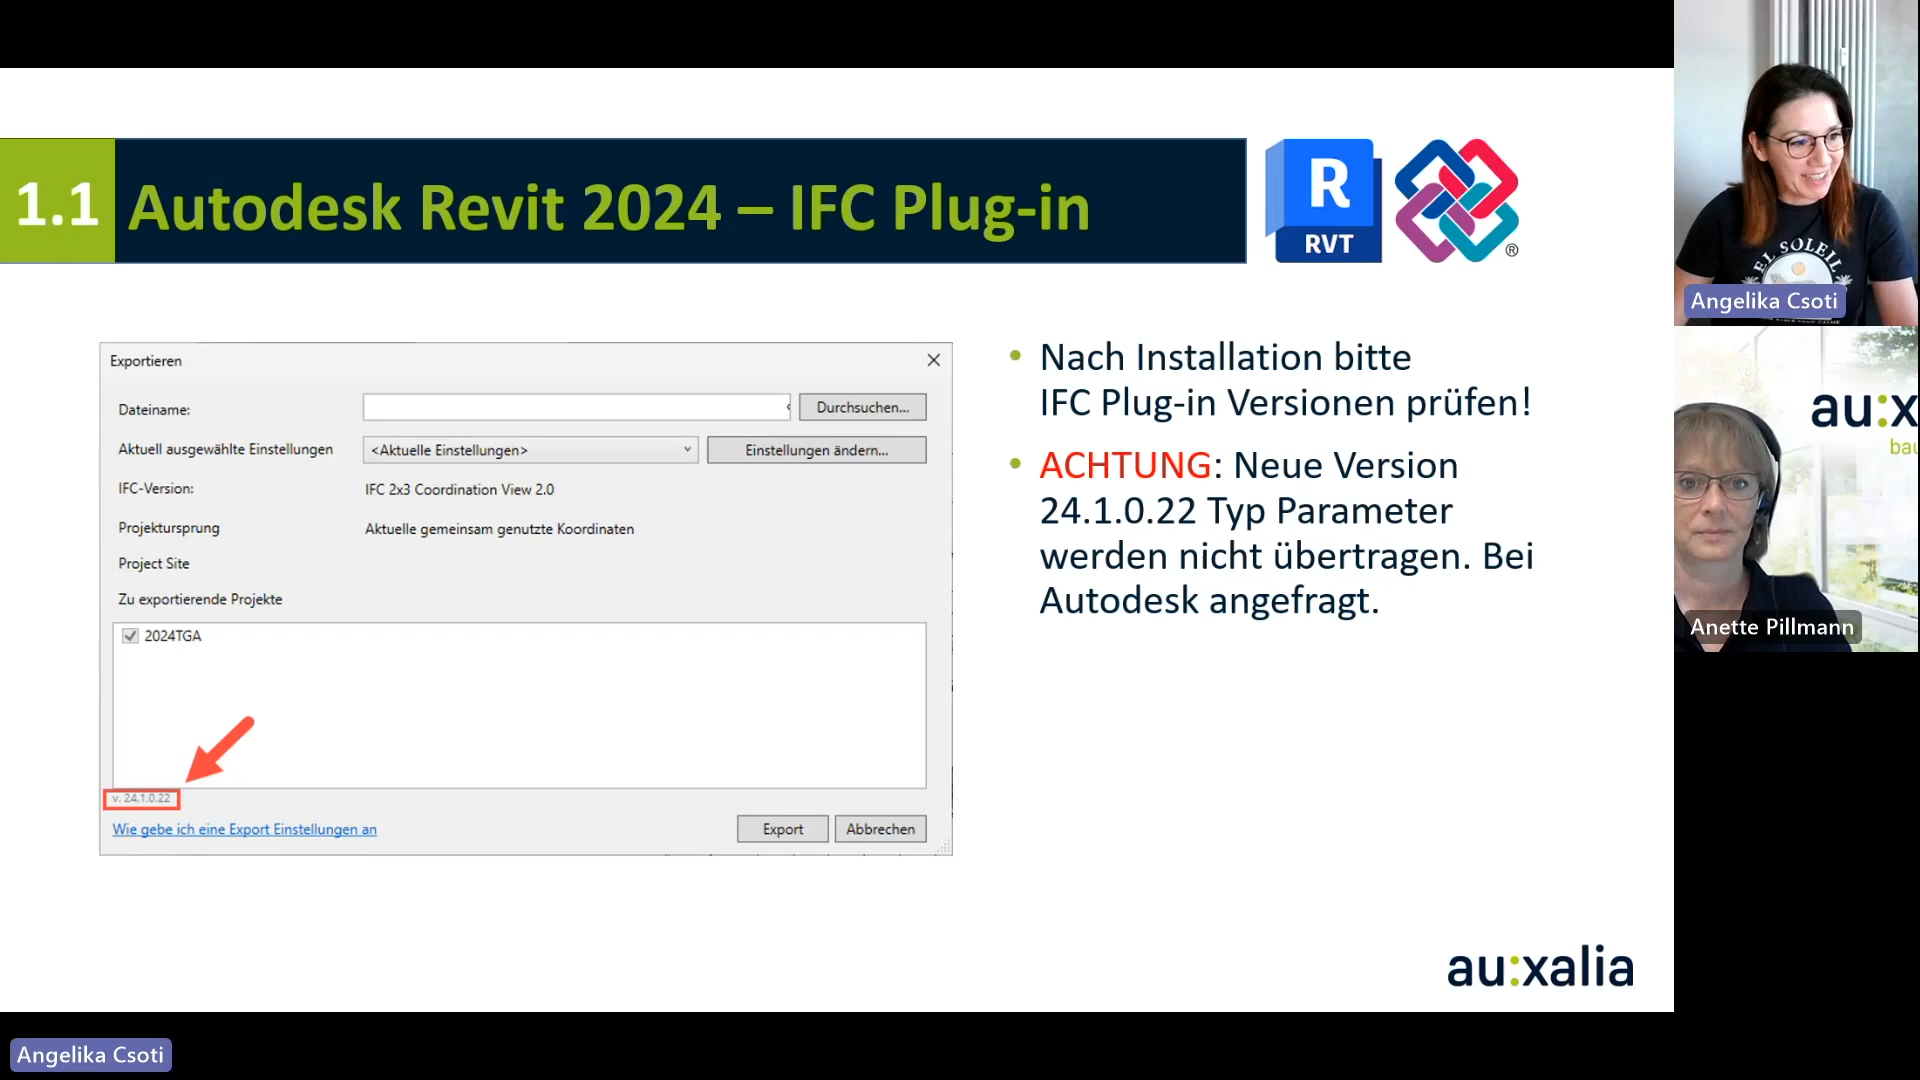 1.1 Autodesk Revit 2024 – IFC Plug-in
R
RVT
®
Exportieren
Dateiname:
Durchsuchen...
Aktuell ausgewählte Einstellungen
<Aktuelle Einstellungen>
Einstellungen ändern...
IFC-Version:
IFC 2x3 Coordination View 2.0
Projektursprung
Aktuelle gemeinsam genutzte Koordinaten
Project Site
Zu exportierende Projekte
2024TGA
v. 24.1.0.22
Wie gebe ich eine Export Einstellungen an
Export
Abbrechen
• Nach Installation bitte
IFC Plug-in Versionen prüfen!
• ACHTUNG: Neue Version
24.1.0.22 Typ Parameter
werden nicht übertragen. Bei
Autodesk angefragt.
au:xalia
EL SOLEIL
Angelika Csoti
au:x
bau
Anette Pillmann
Angelika Csoti